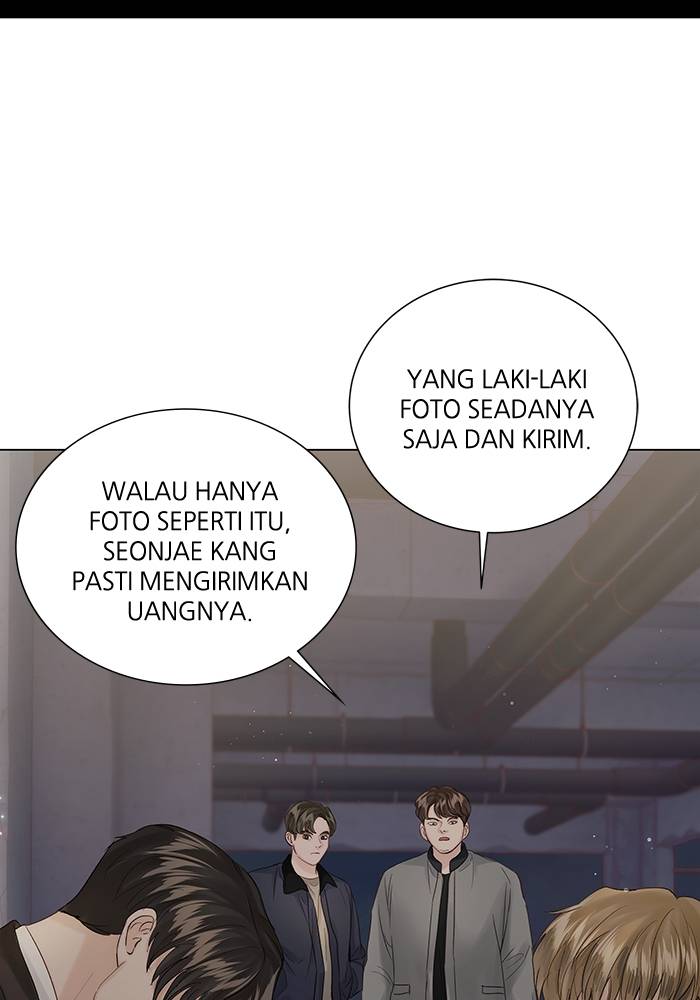 YANG LAKI-LAKI
FOTO SEADANYA
SAJA DAN KIRIM.
WALAU HANYA
FOTO SEPERTI ITU,
SEONJAE KANG
PASTI MENGIRIMKAN
UANGNYA.